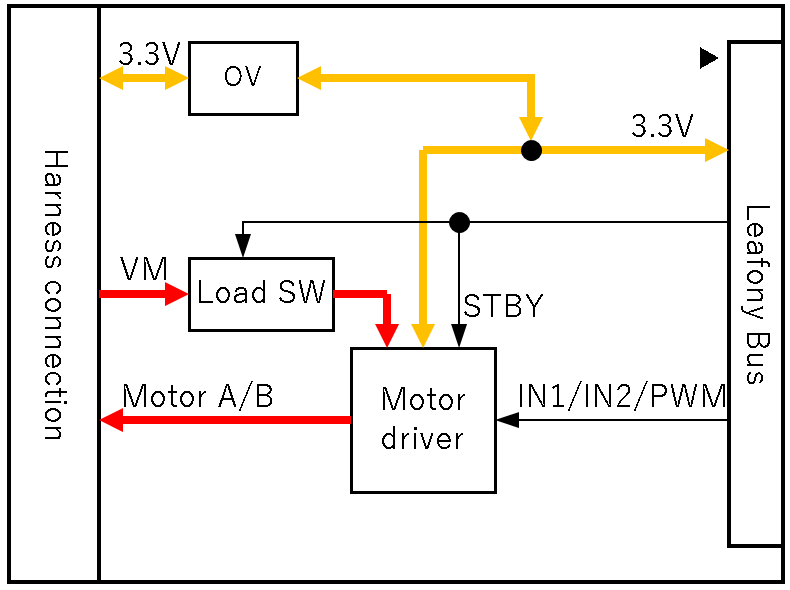 3.3V
OV
3.3V
Harness connection
Leafony Bus
VM
Load SW
STBY
Motor A/B
Motor
driver
IN1/IN2/PWM